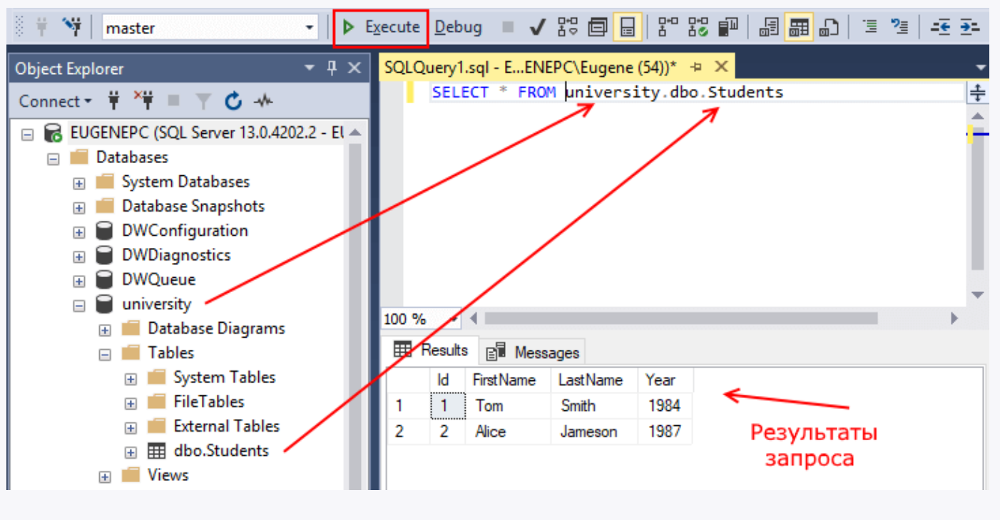 master Execute Debug
Object Explorer
Connect
EUGENEPC (SQL Server 13.0.4202.2 - EU
Databases
System Databases
Database Snapshots
DWConfiguration
DWDiagnostics
DWQueue
university
Database Diagrams
Tables
System Tables
FileTables
External Tables
dbo.Students
Views
SQLQuery1.sql - E...ENEPC\Eugene (54))*
SELECT * FROM university.dbo.Students
100 %
Results Messages
Id FirstName LastName Year
1 1 Tom Smith 1984
2 2 Alice Jameson 1987
Результаты
запроса